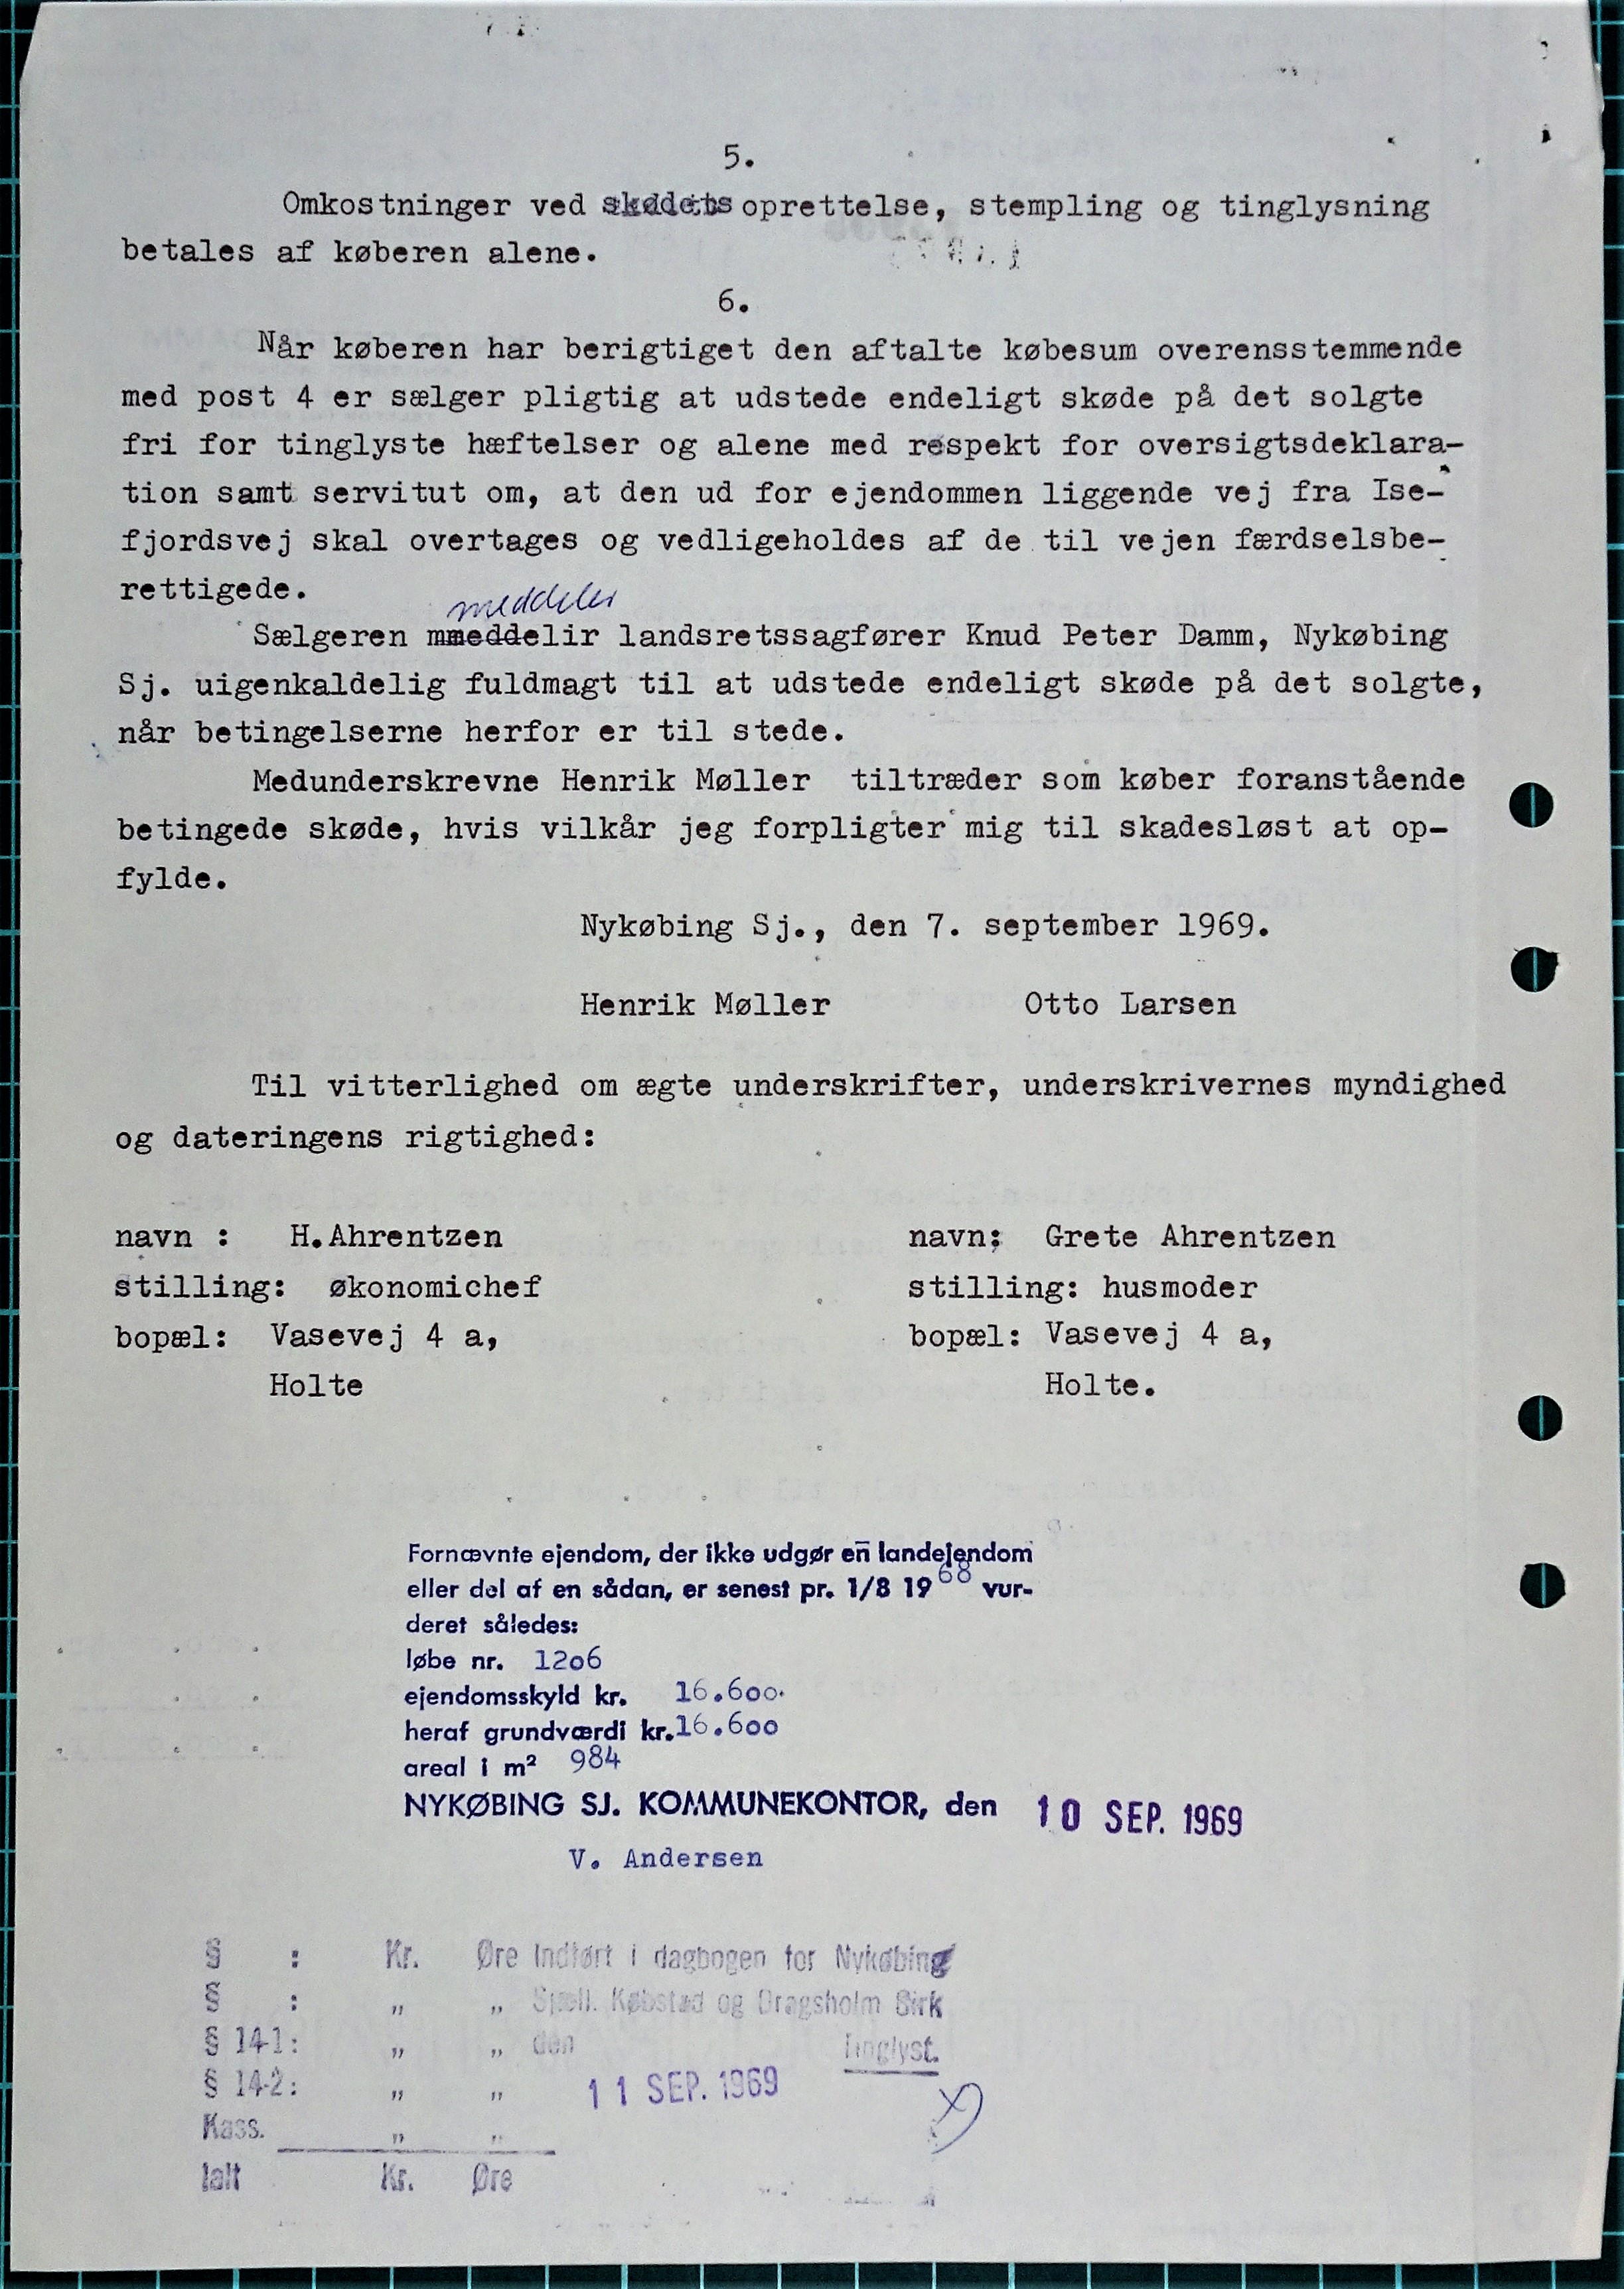 5.
Omkostninger ved skødets oprettelse, stempling og tinglysning
betales af køberen alene.
6.
Når køberen har berigtiget den aftalte købesum overensstemmende
med post 4 er sælger pligtig at udstede endeligt skøde på det solgte
fri for tinglyste hæftelser og alene med respekt for oversigtsdeklara-
tion samt servitut om, at den ud for ejendommen liggende vej fra Ise-
fjordsvej skal overtages og vedligeholdes af de til vejen færdselsbe-
rettigede.
meddeler
Sælgeren mmeddelir landsretssagfører Knud Peter Damm, Nykøbing
Sj. uigenkaldelig fuldmagt til at udstede endeligt skøde på det solgte,
når betingelserne herfor er til stede.
Medunderskrevne Henrik Møller tiltræder som køber foranstående
betingede skøde, hvis vilkår jeg forpligter mig til skadesløst at op-
fylde.
Nykøbing Sj., den 7. september 1969.
Henrik Møller Otto Larsen
Til vitterlighed om ægte underskrifter, underskrivernes myndighed
og dateringens rigtighed:
navn : H.Ahrentzen navn: Grete Ahrentzen
stilling: økonomichef stilling: husmoder
bopæl: Vasevej 4 a, bopæl: Vasevej 4 a,
Holte Holte.
Fornævnte ejendom, der ikke udgør en landejendom
eller del af en sådan, er senest pr. 1/8 1968 vur-
deret således:
løbe nr. 12o6
ejendomsskyld kr. 16.6oo.
heraf grundværdi kr.16.6oo
areal i m² 984
NYKØBING SJ. KOMMUNEKONTOR, den 10 SEP. 1969
V. Andersen
§ : Kr. Øre Indført i dagbogen for Nykøbing
§ : " " Sjæll. Købstad og Dragsholm Birk
§ 14-1: " " den Tinglyst.
§ 14-2: " " 11 SEP. 1969
Kass. " "
Ialt Kr. Øre